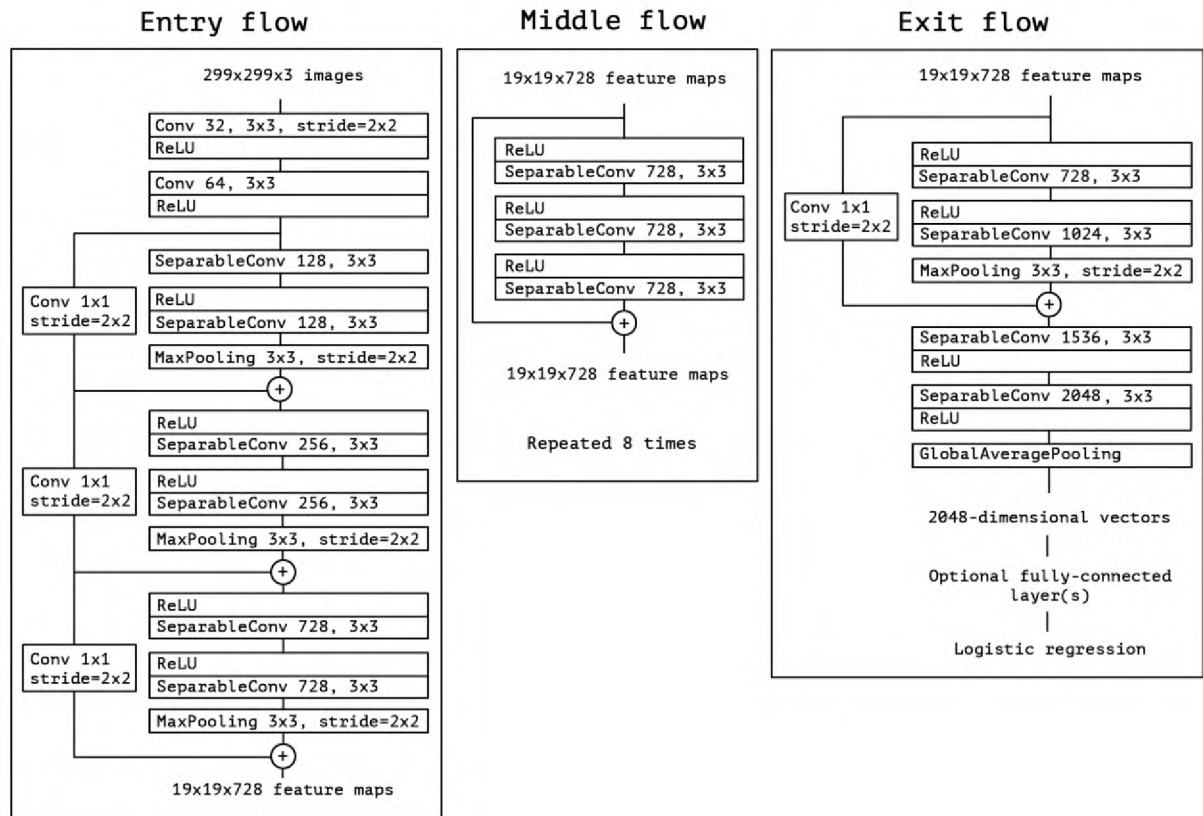 Entry flow
299x299x3 images
Conv 32, 3x3, stride=2x2
ReLU
Conv 64, 3x3
ReLU
SeparableConv 128, 3x3
Conv 1x1
stride=2x2
ReLU
SeparableConv 128, 3x3
MaxPooling 3x3, stride=2x2
+
ReLU
SeparableConv 256, 3x3
Conv 1x1
stride=2x2
ReLU
SeparableConv 256, 3x3
MaxPooling 3x3, stride=2x2
+
ReLU
SeparableConv 728, 3x3
Conv 1x1
stride=2x2
ReLU
SeparableConv 728, 3x3
MaxPooling 3x3, stride=2x2
+
19x19x728 feature maps
Middle flow
19x19x728 feature maps
ReLU
SeparableConv 728, 3x3
ReLU
SeparableConv 728, 3x3
ReLU
SeparableConv 728, 3x3
+
19x19x728 feature maps
Repeated 8 times
Exit flow
19x19x728 feature maps
ReLU
SeparableConv 728, 3x3
Conv 1x1
stride=2x2
ReLU
SeparableConv 1024, 3x3
MaxPooling 3x3, stride=2x2
+
SeparableConv 1536, 3x3
ReLU
SeparableConv 2048, 3x3
ReLU
GlobalAveragePooling
2048-dimensional vectors
Optional fully-connected
layer(s)
Logistic regression